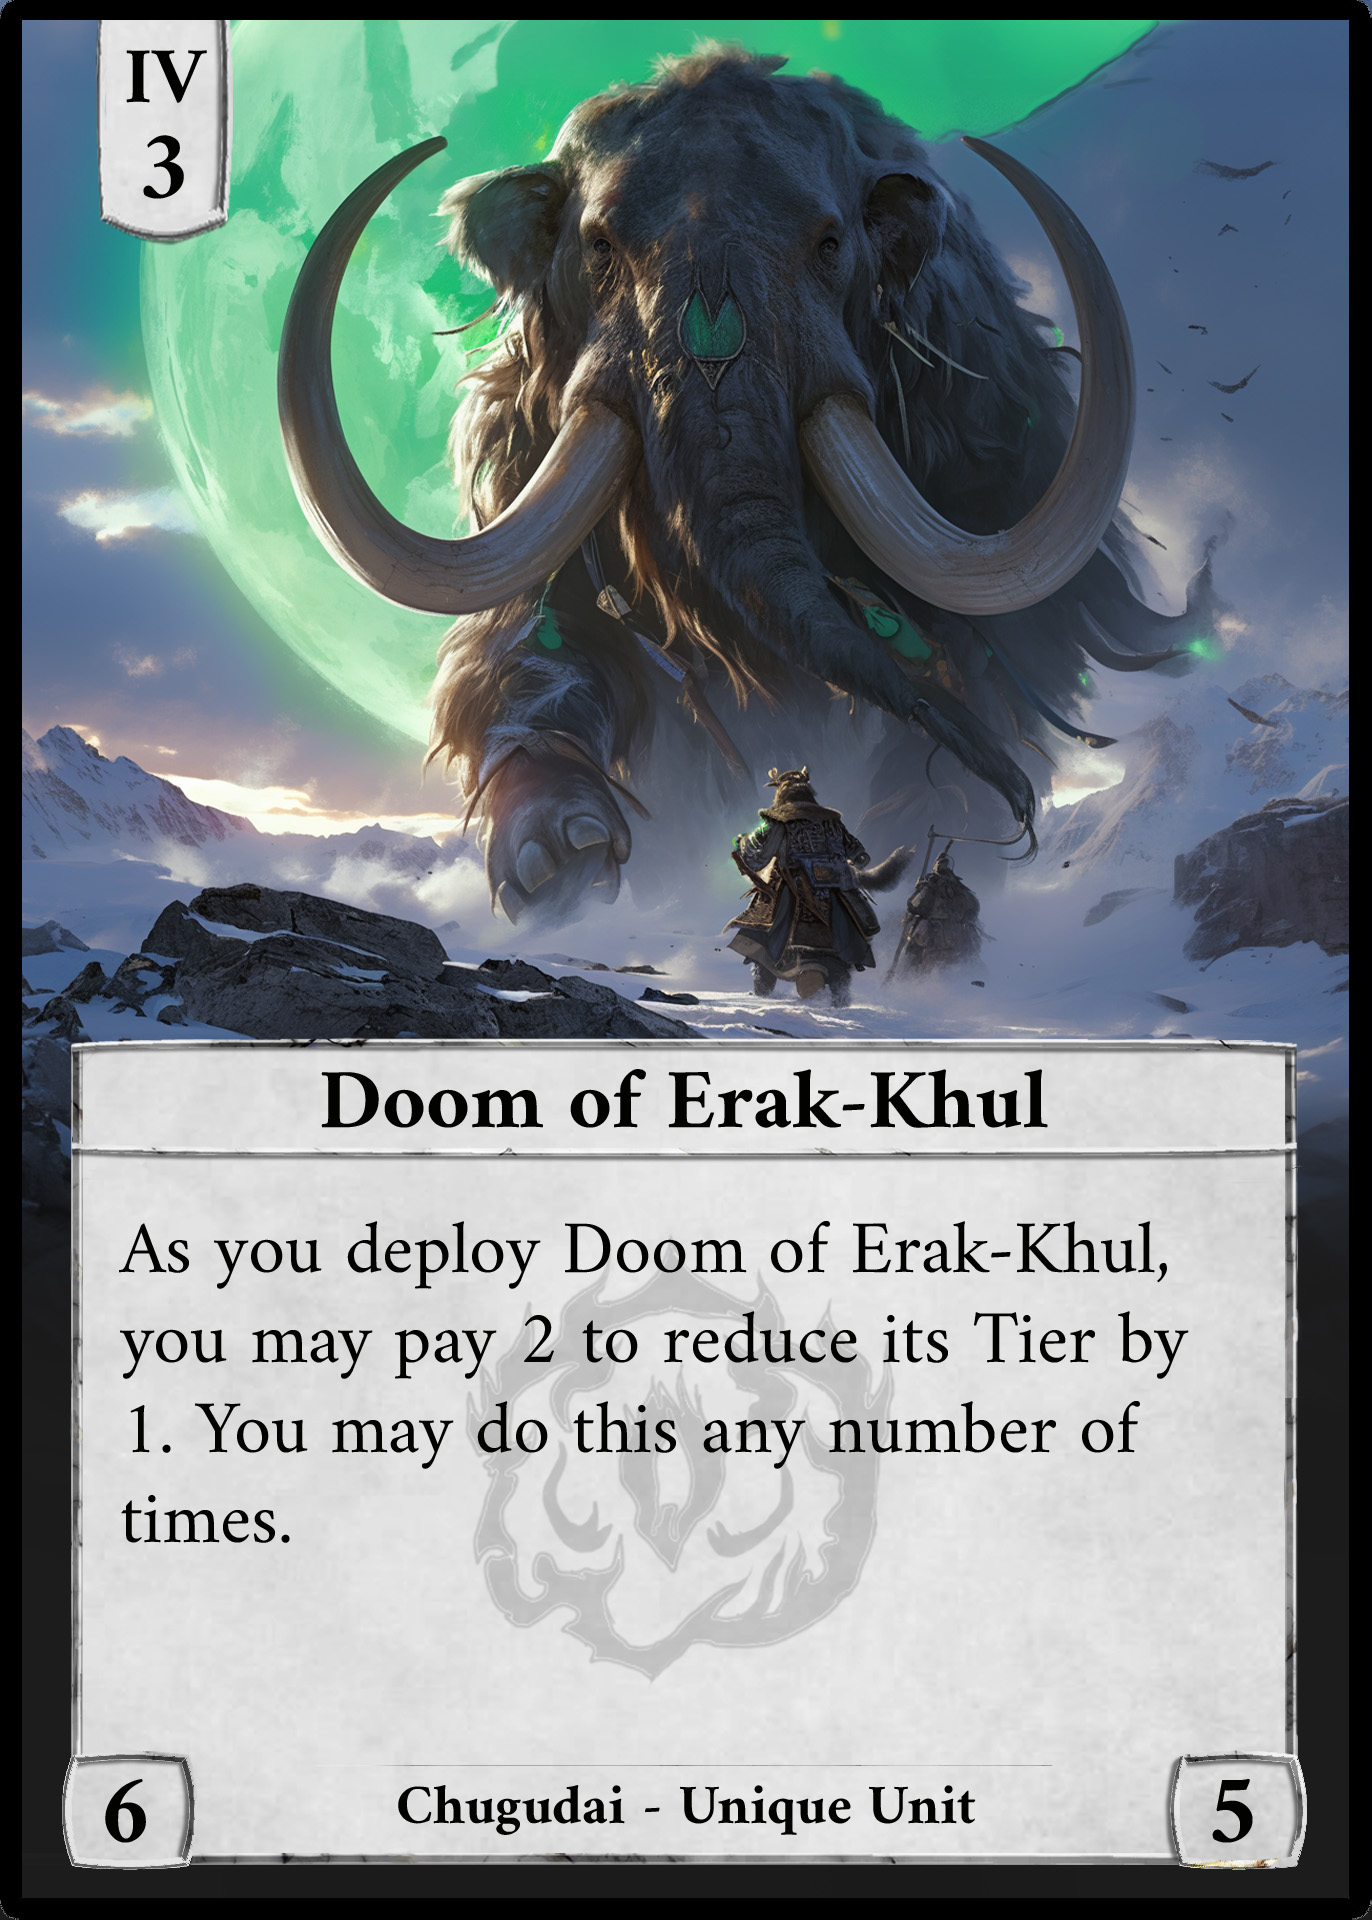 IV
3
Doom of Erak-Khul
As you deploy Doom of Erak-Khul,
you may pay 2 to reduce its Tier by
1. You may do this any number of
times.
6
Chugudai - Unique Unit
5